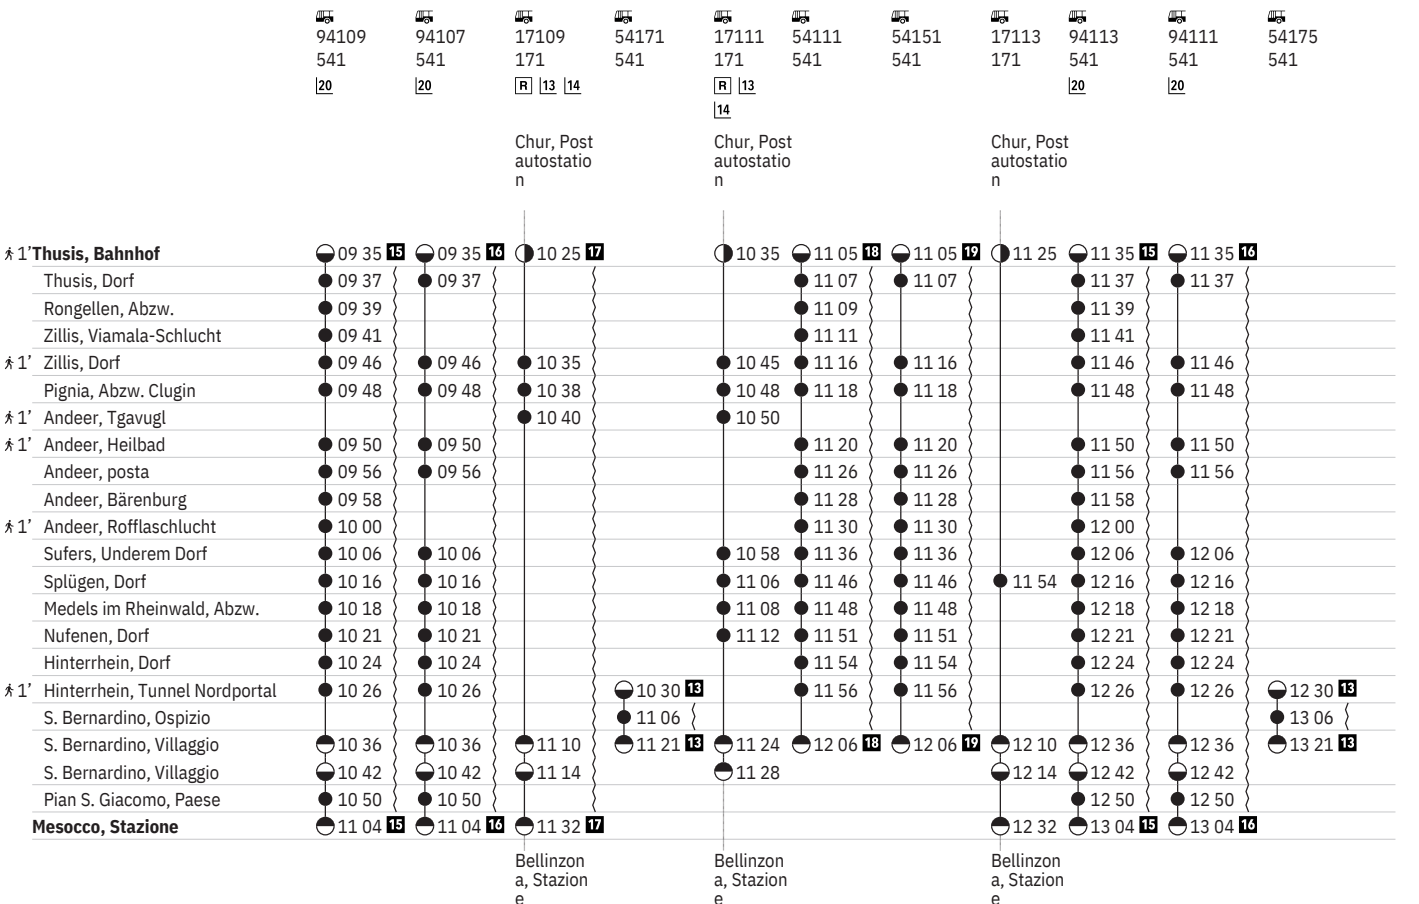 94109 94107 17109 54171 17111 54111 54151 17113 94113 94111 54175
541 541 171 541 171 541 541 171 541 541 541
20 20 R 13 14 R 13 20 20
14
Chur, Post Chur, Post Chur, Post
autostatio autostatio autostatio
n n n
1’ Thusis, Bahnhof 09 35 15 09 35 16 10 25 17 10 35 11 05 18 11 05 19 11 25 11 35 15 11 35 16
Thusis, Dorf 09 37 09 37 11 07 11 07 11 37 11 37
Rongellen, Abzw. 09 39 11 09 11 39
Zillis, Viamala-Schlucht 09 41 11 11 11 41
1’ Zillis, Dorf 09 46 09 46 10 35 10 45 11 16 11 16 11 46 11 46
Pignia, Abzw. Clugin 09 48 09 48 10 38 10 48 11 18 11 18 11 48 11 48
1’ Andeer, Tgavugl 10 40 10 50
1’ Andeer, Heilbad 09 50 09 50 11 20 11 20 11 50 11 50
Andeer, posta 09 56 09 56 11 26 11 26 11 56 11 56
Andeer, Bärenburg 09 58 11 28 11 28 11 58
1’ Andeer, Rofflaschlucht 10 00 11 30 11 30 12 00
Sufers, Underem Dorf 10 06 10 06 10 58 11 36 11 36 12 06 12 06
Splügen, Dorf 10 16 10 16 11 06 11 46 11 46 11 54 12 16 12 16
Medels im Rheinwald, Abzw. 10 18 10 18 11 08 11 48 11 48 12 18 12 18
Nufenen, Dorf 10 21 10 21 11 12 11 51 11 51 12 21 12 21
Hinterrhein, Dorf 10 24 10 24 11 54 11 54 12 24 12 24
1’ Hinterrhein, Tunnel Nordportal 10 26 10 26 10 30 13 11 56 11 56 12 26 12 26 12 30 13
S. Bernardino, Ospizio 11 06 13 06
S. Bernardino, Villaggio 10 36 10 36 11 10 11 21 13 11 24 12 06 18 12 06 19 12 10 12 36 12 36 13 21 13
S. Bernardino, Villaggio 10 42 10 42 11 14 11 28 12 14 12 42 12 42
Pian S. Giacomo, Paese 10 50 10 50 12 50 12 50
Mesocco, Stazione 11 04 15 11 04 16 11 32 17 12 32 13 04 15 13 04 16
Bellinzon Bellinzon Bellinzon
a, Stazion a, Stazion a, Stazion
e e e